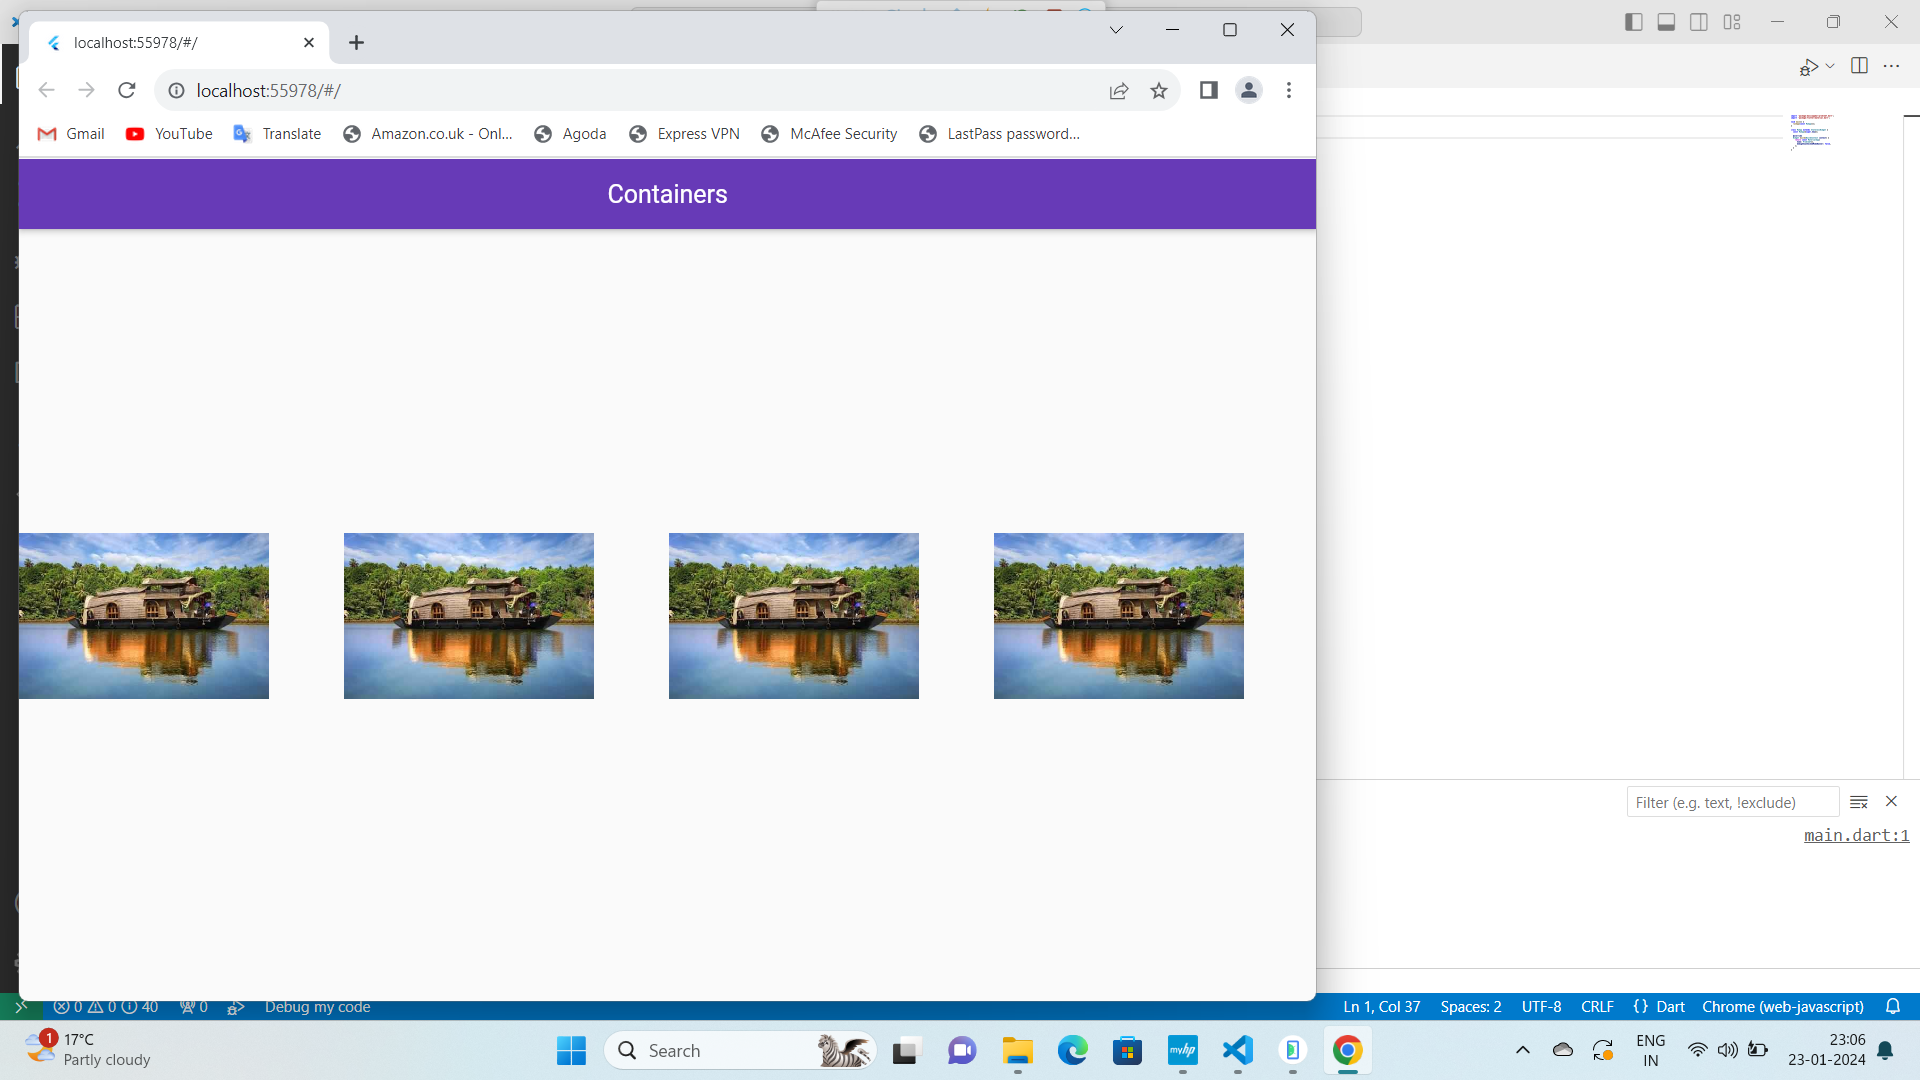 localhost:55978/#/
localhost:55978/#/
Gmail YouTube Translate Amazon.co.uk - Onl... Agoda Express VPN McAfee Security LastPass password...
Containers
Filter (e.g. text, !exclude)
main.dart:1
0 0 40 0 Debug my code Ln 1, Col 37 Spaces: 2 UTF-8 CRLF {} Dart Chrome (web-javascript)
1 17°C
Partly cloudy
Search
myhp
ENG
IN
23:06
23-01-2024